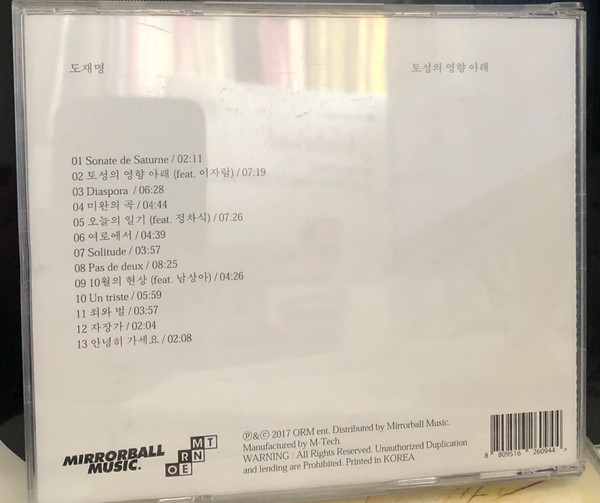 도재명
토성의 영향 아래
01 Sonate de Saturne / 02:11
02 토성의 영향 아래 (feat. 이자람) / 07:19
03 Diaspora / 06:28
04 미완의 곡 / 04:44
05 오늘의 일기 (feat. 정차식) / 07:26
06 여로에서 / 04:39
07 Solitude / 03:57
08 Pas de deux / 08:25
09 10월의 현상 (feat. 남상아) / 04:26
10 Un triste / 05:59
11 죄와 벌 / 03:57
12 자장가 / 02:04
13 안녕히 가세요 / 02:08
MIRRORBALL
MUSIC.
M T
R N
O E
℗&© 2017 ORM ent. Distributed by Mirrorball Music.
Manufactured by M-Tech.
WARNING : All Rights Reserved. Unauthorized Duplication
and lending are Prohibited. Printed in KOREA
8 809516 260944 >